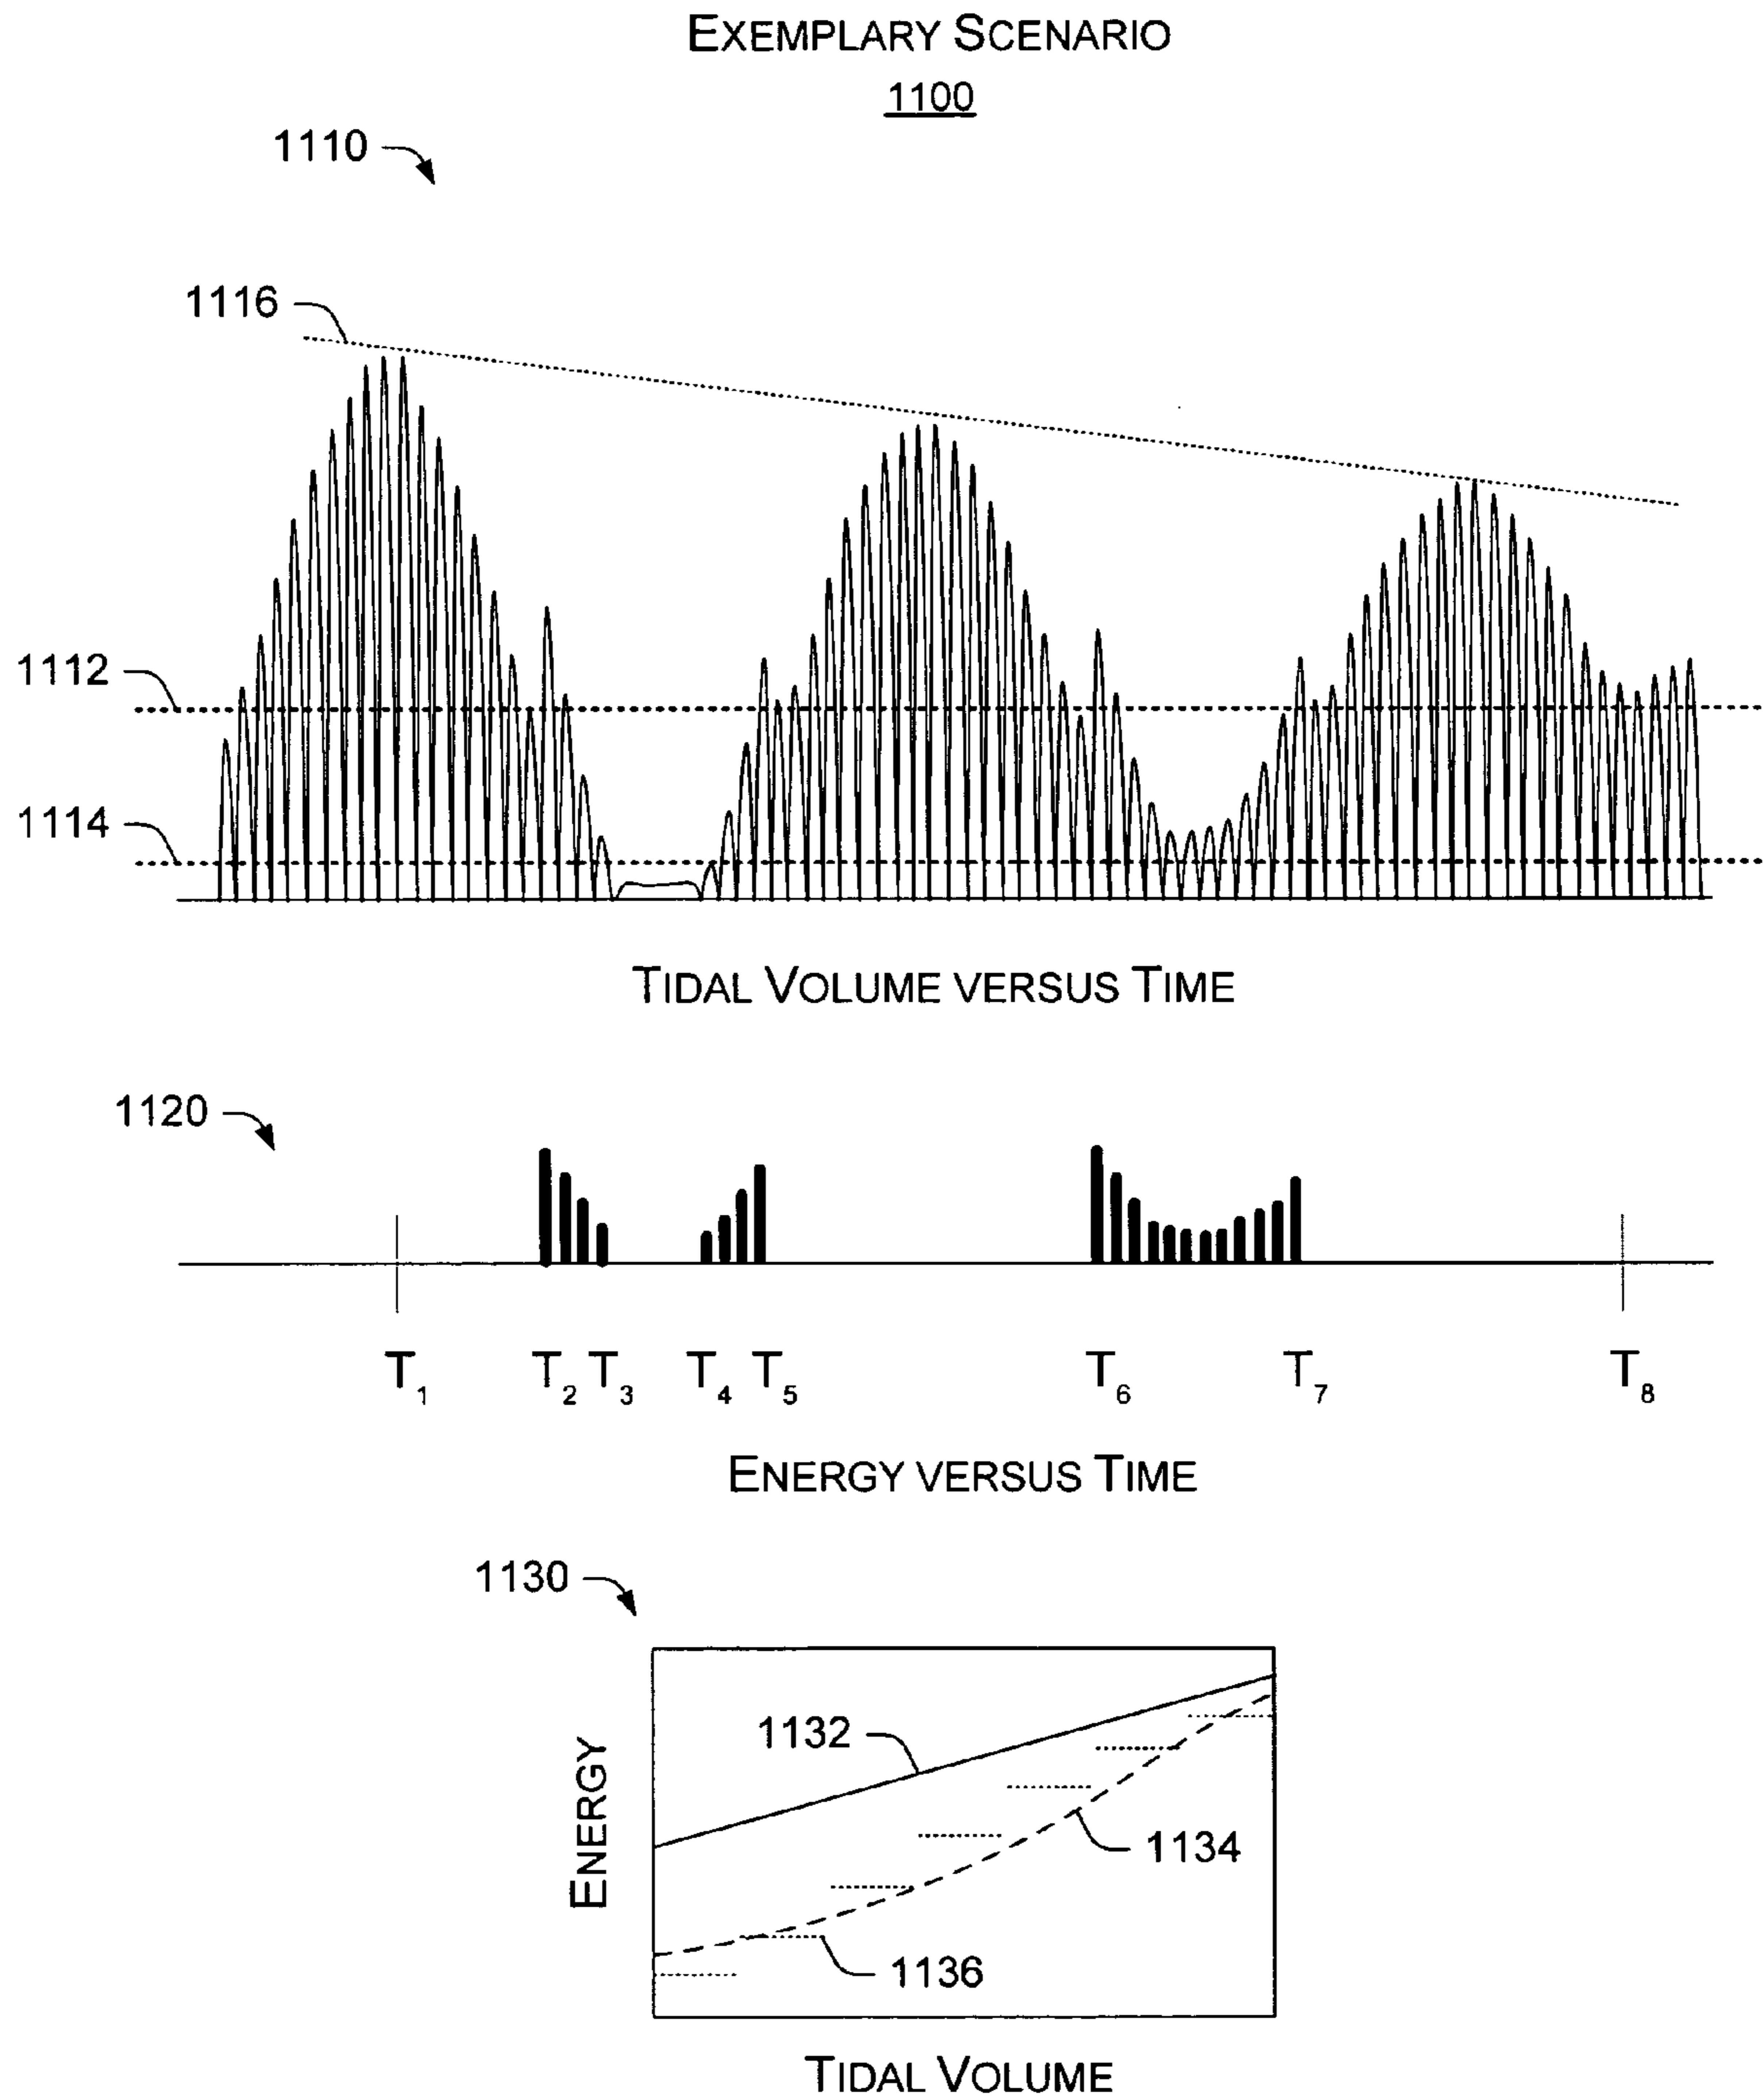 EXEMPLARY SCENARIO
1100
1110
1116
1112
1114
TIDAL VOLUME VERSUS TIME
1120
T1 T2 T3 T4 T5 T6 T7 T8
ENERGY VERSUS TIME
1130
1132
1134
1136
ENERGY
TIDAL VOLUME